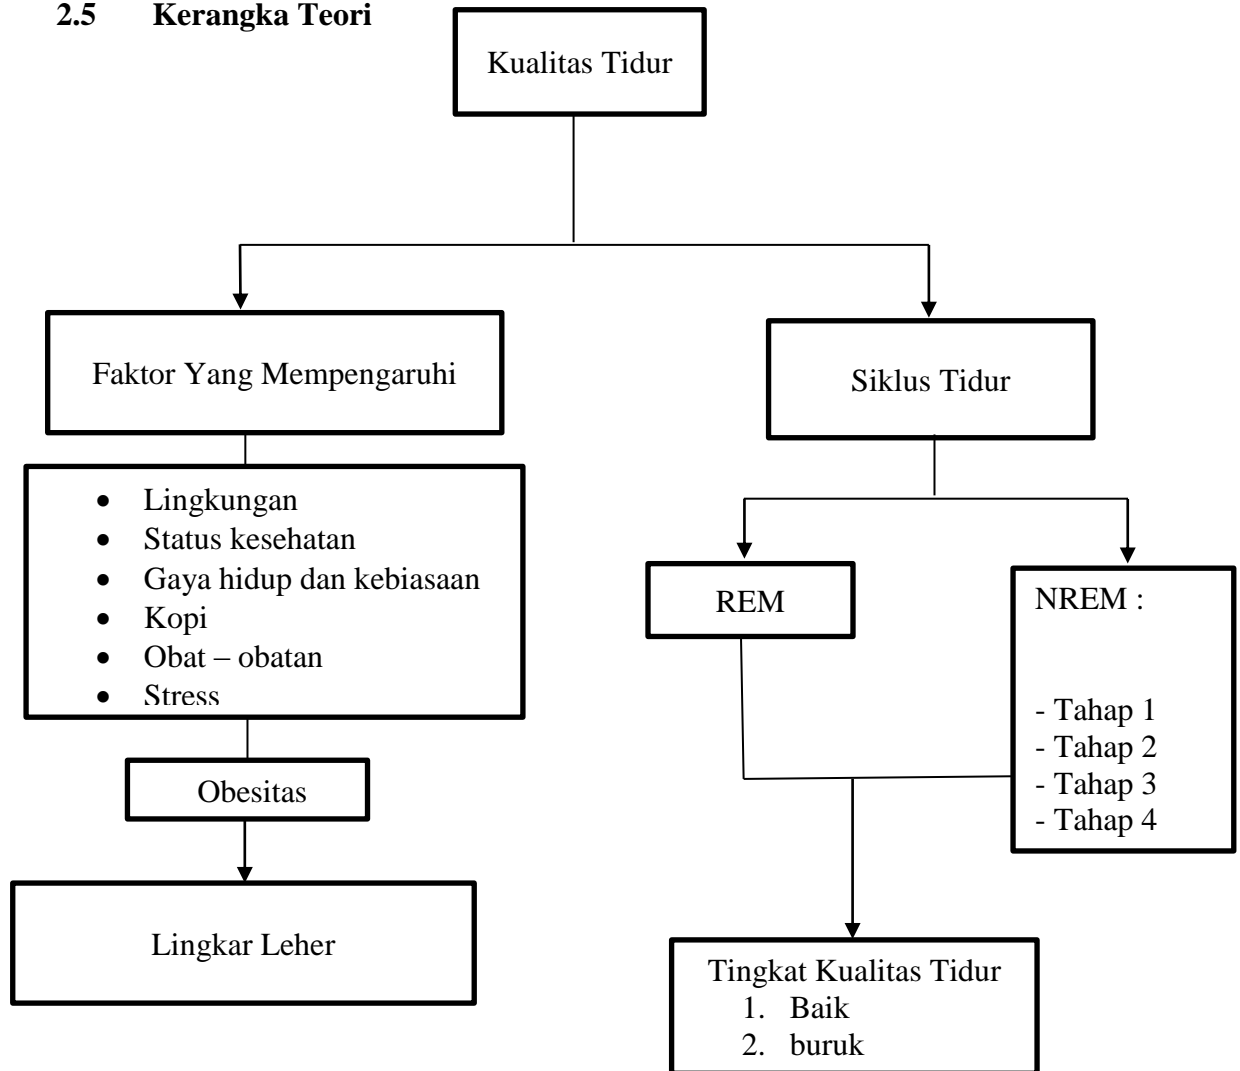 2.5 Kerangka Teori
Kualitas Tidur
Faktor Yang Mempengaruhi
Siklus Tidur
• Lingkungan
• Status kesehatan
• Gaya hidup dan kebiasaan
• Kopi
• Obat – obatan
• Stress
REM
NREM :
- Tahap 1
- Tahap 2
- Tahap 3
- Tahap 4
Obesitas
Lingkar Leher
Tingkat Kualitas Tidur
1. Baik
2. buruk